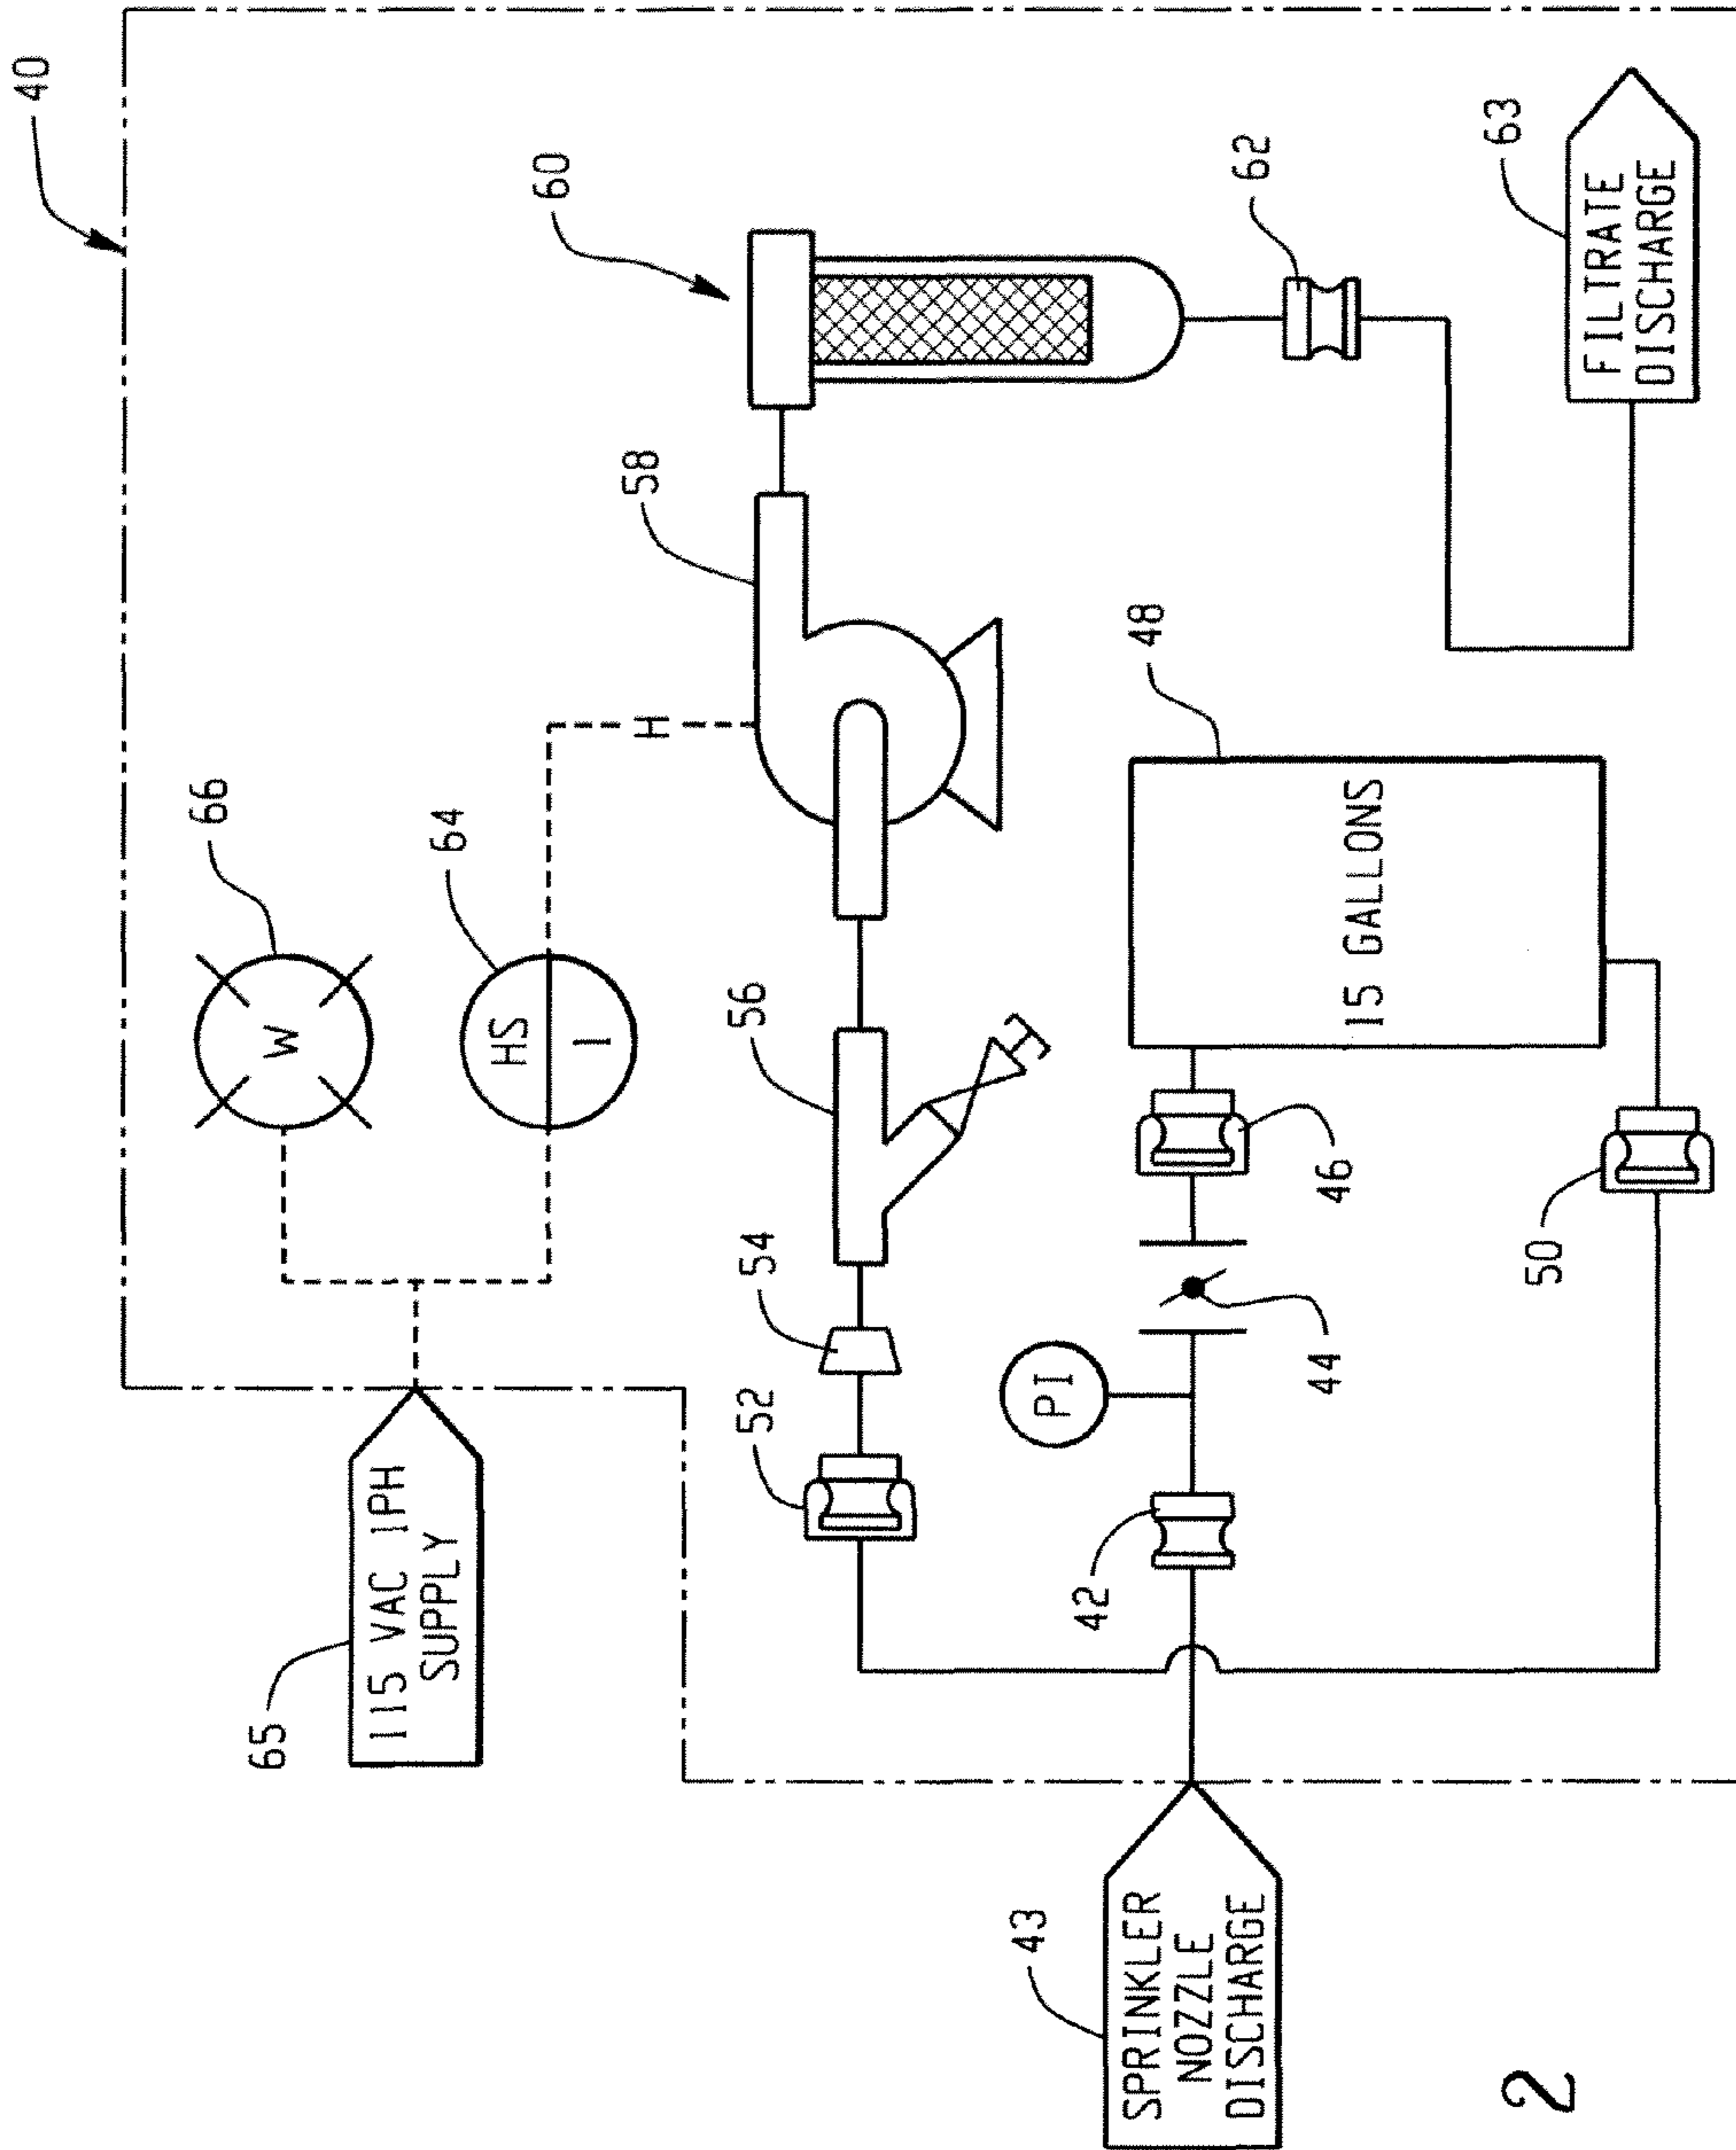 40
65
115 VAC 1PH
SUPPLY
66
W
64
HS
1
H
52
54
56
58
60
PI
42
44
46
48
15 GALLONS
50
62
43
SPRINKLER
NOZZLE
DISCHARGE
63
FILTRATE
DISCHARGE
2